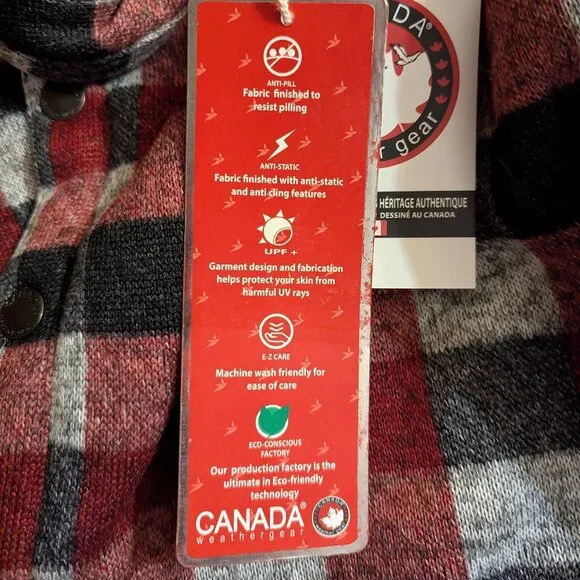 ANTI-PILL
Fabric finished to
resist pilling
ANTI-STATIC
Fabric finished with anti-static
and anti cling features
UPF +
Garment design and fabrication
helps protect your skin from
harmful UV rays
E-Z CARE
Machine wash friendly for
ease of care
ECO-CONSCIOUS
FACTORY
Our production factory is the
ultimate in Eco-friendly
technology
CANADA®
weathergear
CANADA
ADA®
r gear
HÉRITAGE AUTHENTIQUE
DESSINÉ AU CANADA